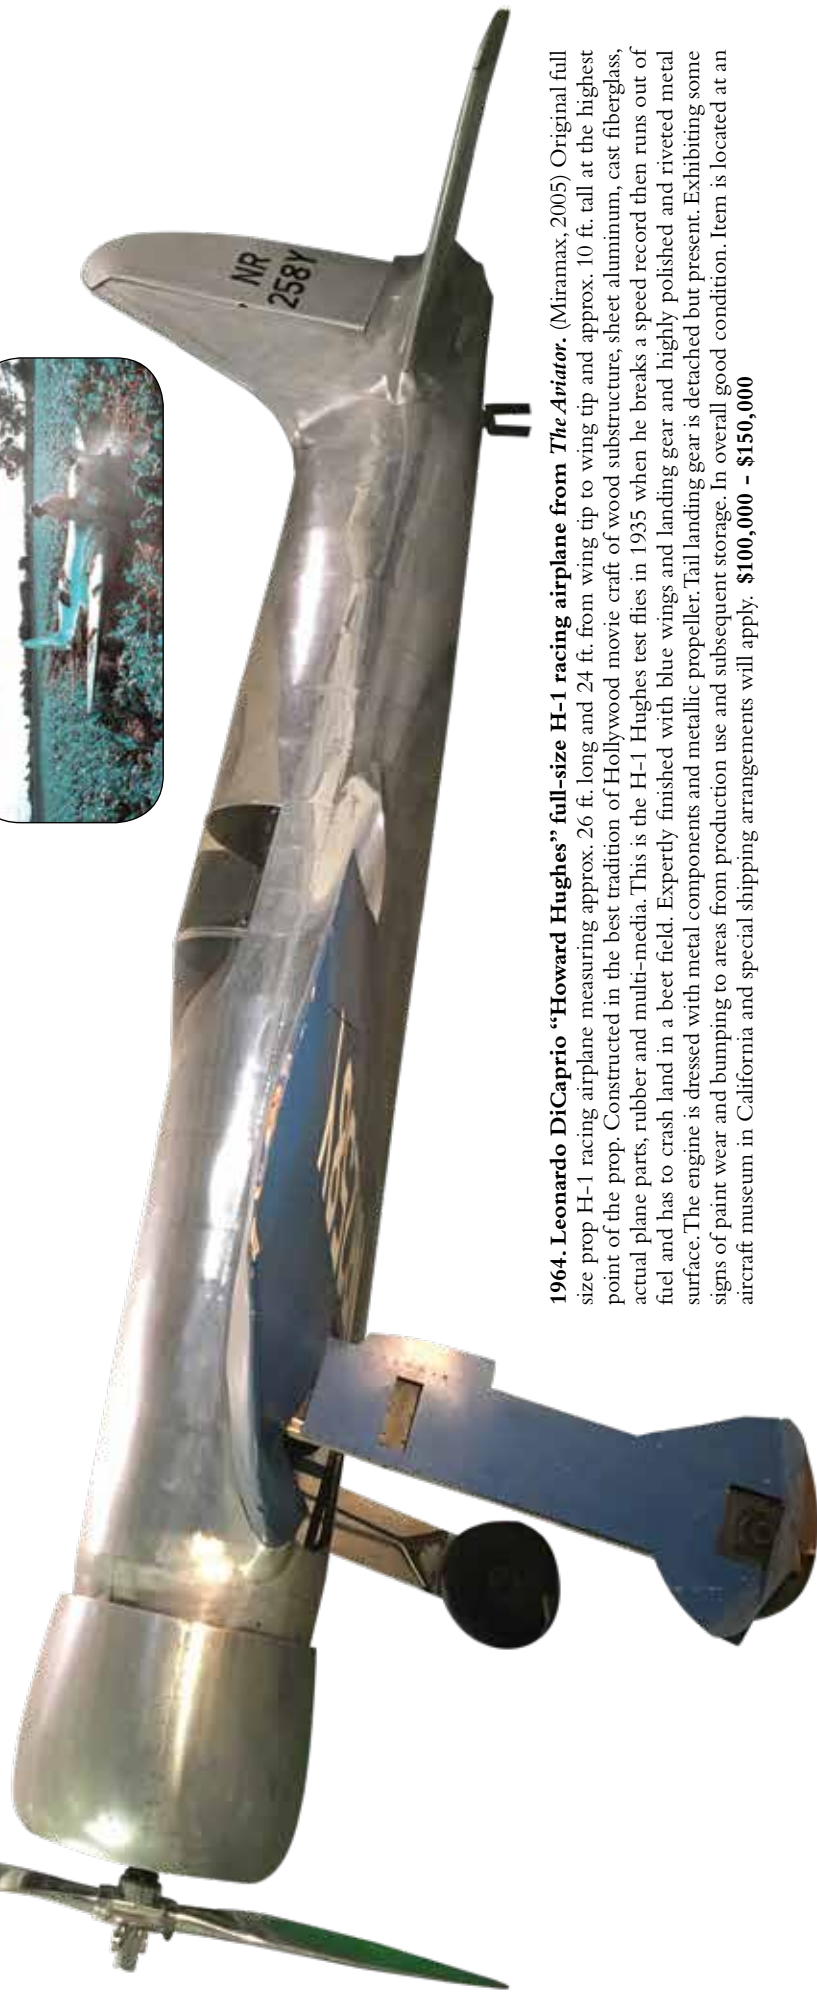 NR
258Y
1964. Leonardo DiCaprio “Howard Hughes” full-size H-1 racing airplane from The Aviator. (Miramax, 2005) Original full
size prop H-1 racing airplane measuring approx. 26 ft. long and 24 ft. from wing tip to wing tip and approx. 10 ft. tall at the highest
point of the prop. Constructed in the best tradition of Hollywood movie craft of wood substructure, sheet aluminum, cast fiberglass,
actual plane parts, rubber and multi-media. This is the H-1 Hughes test flies in 1935 when he breaks a speed record then runs out of
fuel and has to crash land in a beet field. Expertly finished with blue wings and landing gear and highly polished and riveted metal
surface. The engine is dressed with metal components and metallic propeller. Tail landing gear is detached but present. Exhibiting some
signs of paint wear and bumping to areas from production use and subsequent storage. In overall good condition. Item is located at an
aircraft museum in California and special shipping arrangements will apply. $100,000 - $150,000